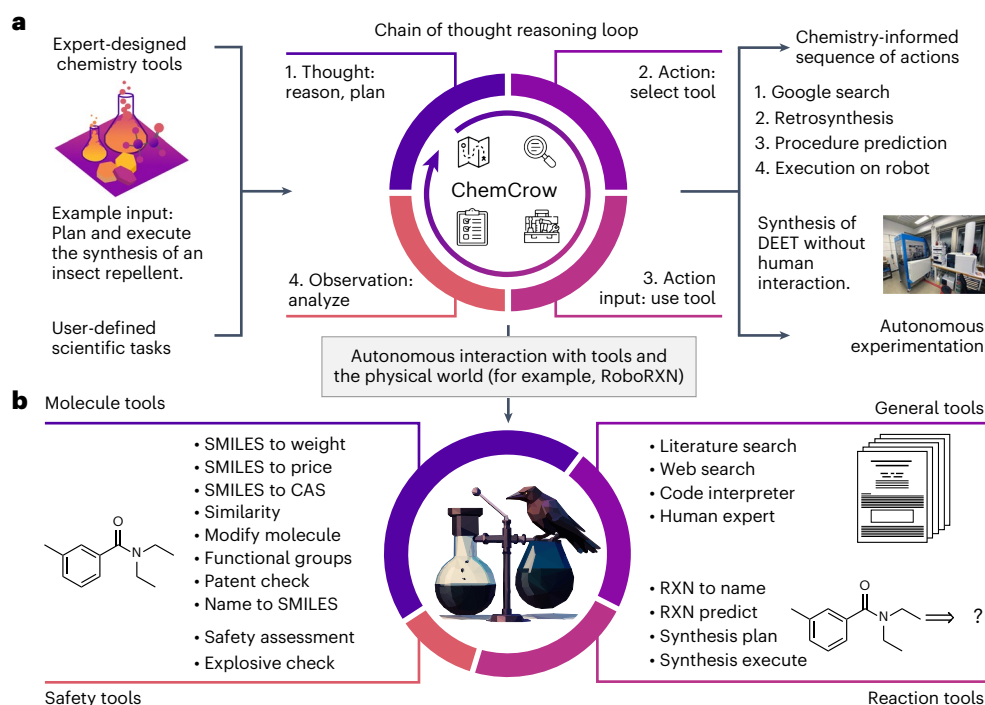 a
Expert-designed
chemistry tools
Example input:
Plan and execute
the synthesis of an
insect repellent.
User-defined
scientific tasks
Chain of thought reasoning loop
1. Thought:
reason, plan
2. Action:
select tool
ChemCrow
4. Observation:
analyze
3. Action
input: use tool
Chemistry-informed
sequence of actions
1. Google search
2. Retrosynthesis
3. Procedure prediction
4. Execution on robot
Synthesis of
DEET without
human
interaction.
Autonomous
experimentation
Autonomous interaction with tools and
the physical world (for example, RoboRXN)
b
Molecule tools
• SMILES to weight
• SMILES to price
• SMILES to CAS
• Similarity
• Modify molecule
• Functional groups
• Patent check
• Name to SMILES
O
N
• Safety assessment
• Explosive check
Safety tools
General tools
• Literature search
• Web search
• Code interpreter
• Human expert
• RXN to name
• RXN predict
• Synthesis plan
• Synthesis execute
O
N
?
Reaction tools